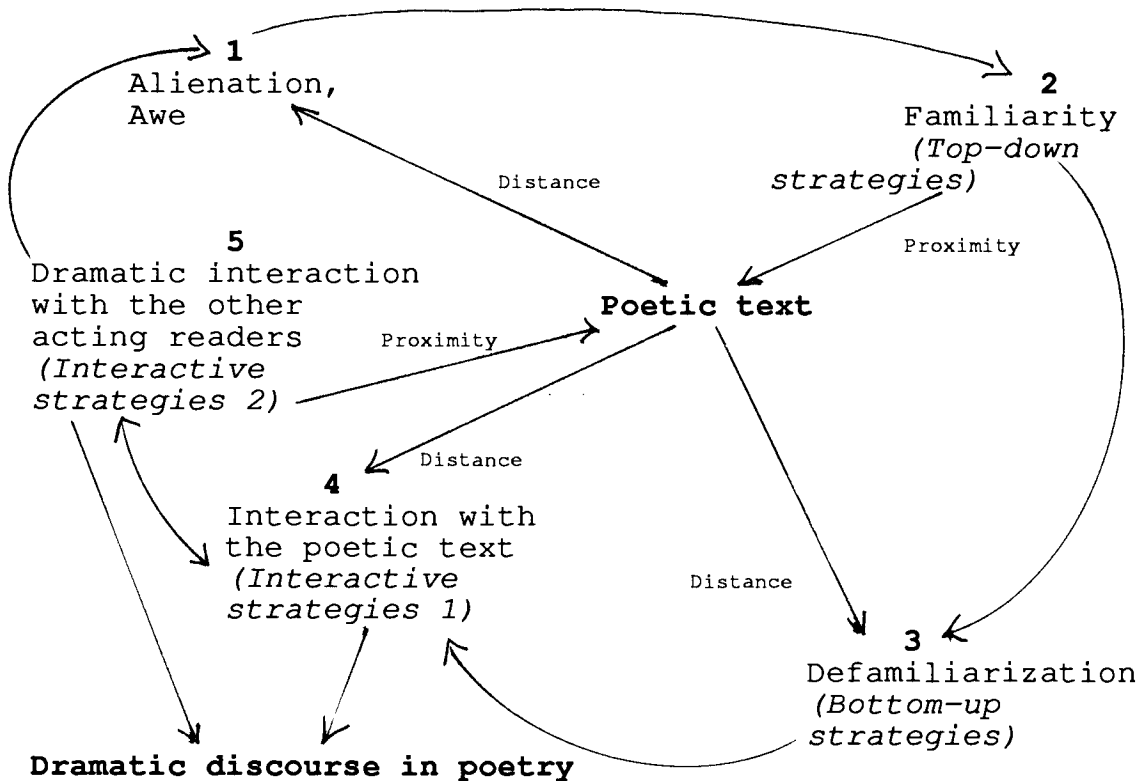 1
Alienation,
Awe
2
Familiarity
(Top-down
strategies)
Distance
Proximity
5
Dramatic interaction
with the other
acting readers
(Interactive
strategies 2)
Proximity
Poetic text
Distance
4
Interaction with
the poetic text
(Interactive
strategies 1)
Distance
3
Defamiliarization
(Bottom-up
strategies)
Dramatic discourse in poetry